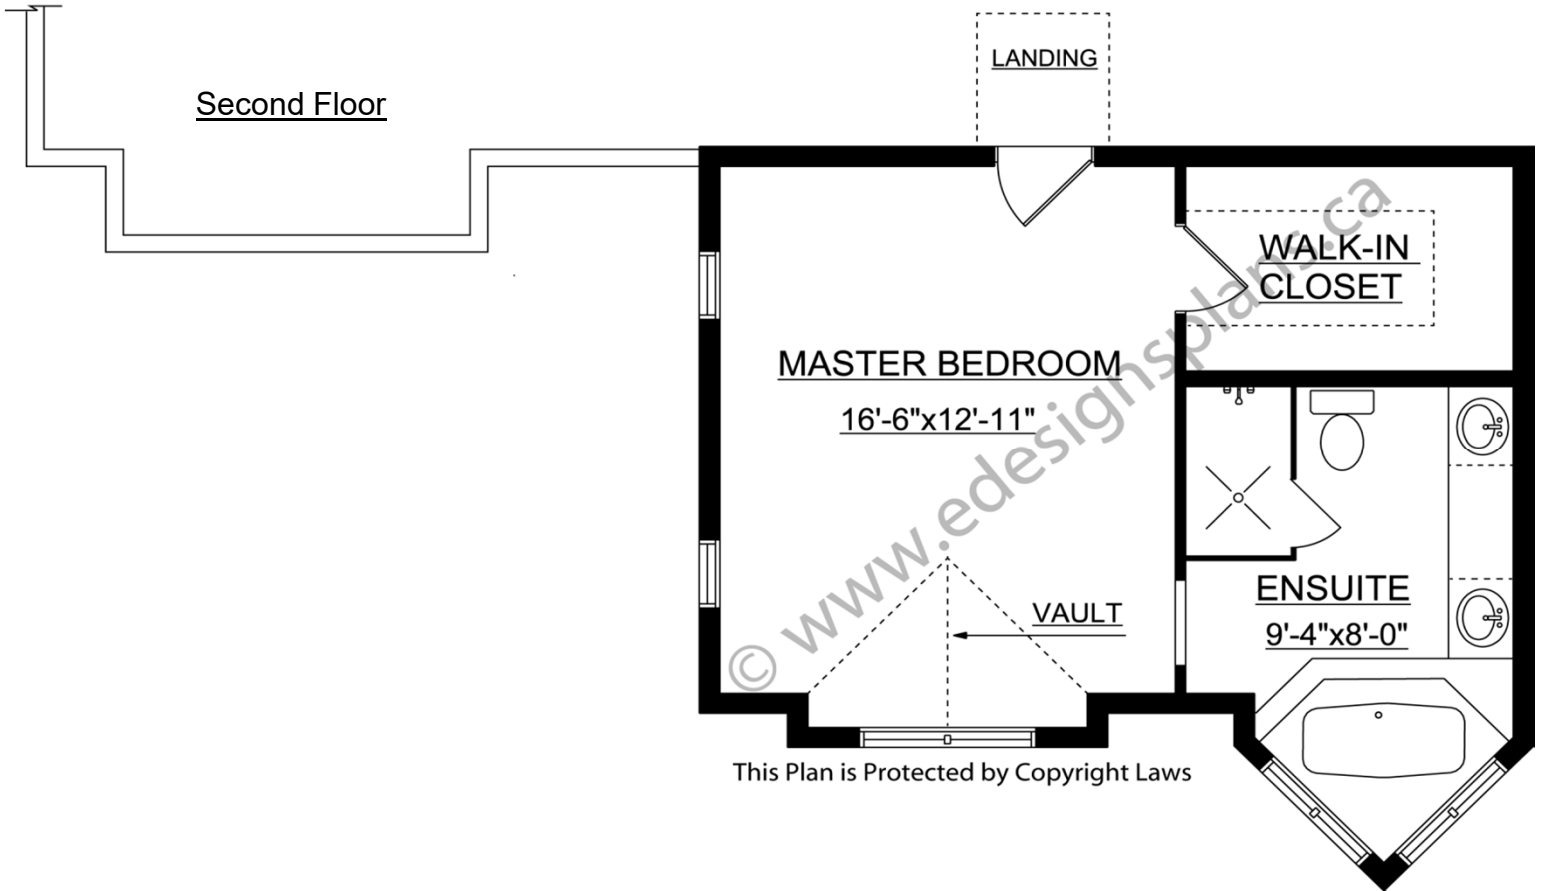 LANDING
Second Floor
WALK-IN
CLOSET
MASTER BEDROOM
16'-6"x12'-11"
© www.edesignsplans.ca
VAULT
ENSUITE
9'-4"x8'-0"
This Plan is Protected by Copyright Laws